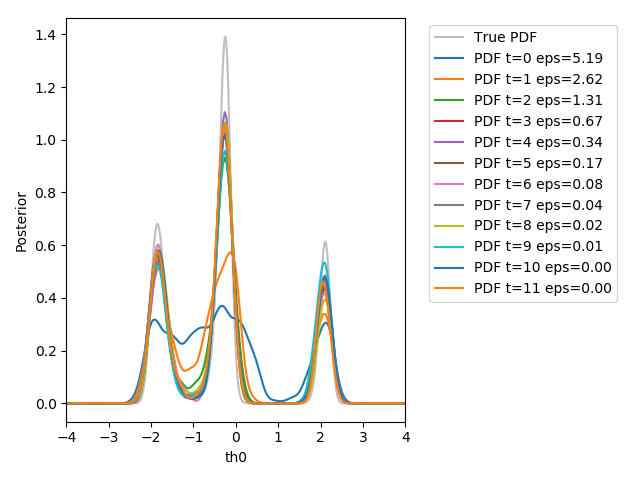 1.4
1.2
1.0
0.8
0.6
0.4
0.2
0.0
Posterior
−4 −3 −2 −1 0 1 2 3 4
th0
True PDF
PDF t=0 eps=5.19
PDF t=1 eps=2.62
PDF t=2 eps=1.31
PDF t=3 eps=0.67
PDF t=4 eps=0.34
PDF t=5 eps=0.17
PDF t=6 eps=0.08
PDF t=7 eps=0.04
PDF t=8 eps=0.02
PDF t=9 eps=0.01
PDF t=10 eps=0.00
PDF t=11 eps=0.00